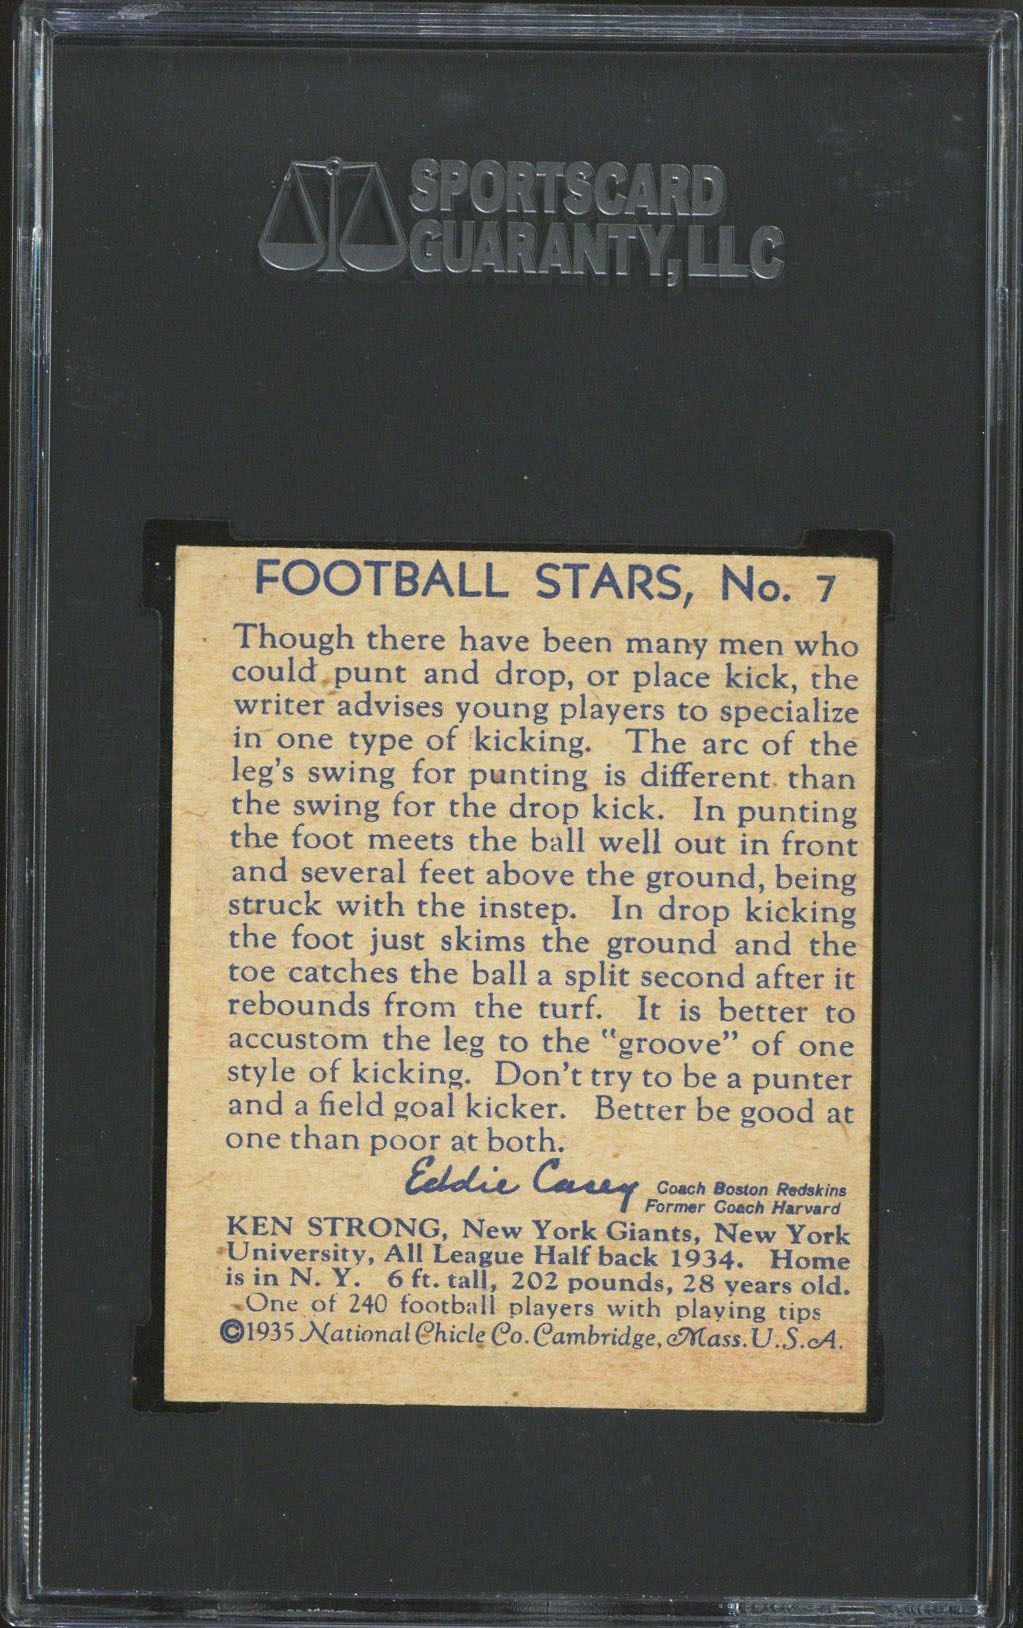 SPORTSCARD
GUARANTY, LLC
FOOTBALL STARS, No. 7
Though there have been many men who
could punt and drop, or place kick, the
writer advises young players to specialize
in one type of kicking. The arc of the
leg's swing for punting is different than
the swing for the drop kick. In punting
the foot meets the ball well out in front
and several feet above the ground, being
struck with the instep. In drop kicking
the foot just skims the ground and the
toe catches the ball a split second after it
rebounds from the turf. It is better to
accustom the leg to the "groove" of one
style of kicking. Don't try to be a punter
and a field goal kicker. Better be good at
one than poor at both.
Eddie Casey Coach Boston Redskins
Former Coach Harvard
KEN STRONG, New York Giants, New York
University, All League Half back 1934. Home
is in N. Y. 6 ft. tall, 202 pounds, 28 years old.
One of 240 football players with playing tips
©1935 National Chicle Co. Cambridge, Mass. U.S.A.